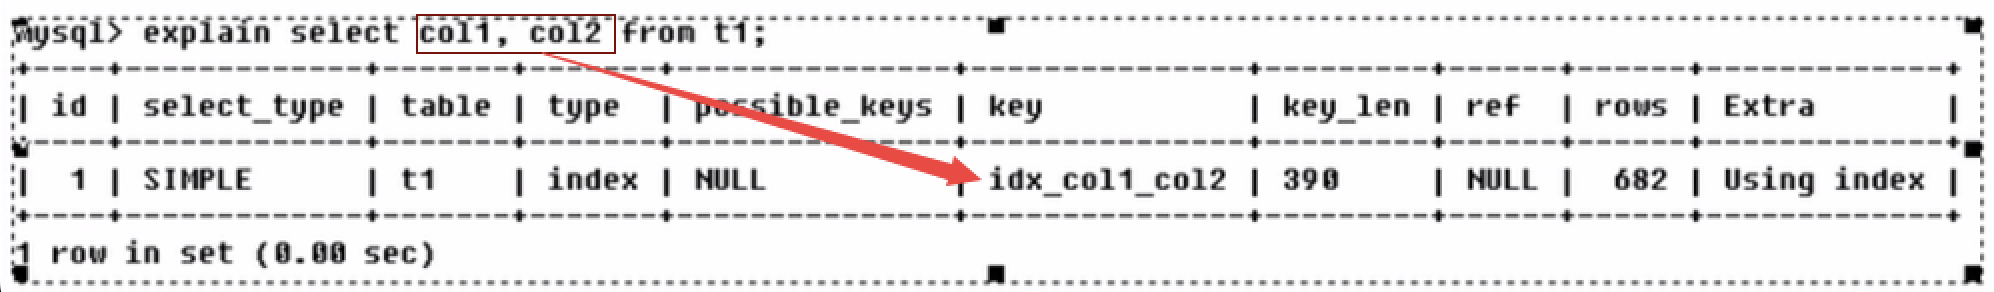 mysql> explain select col1, col2 from t1;
+----+-------------+-------+-------+---------------+---------------+---------+------+------+-------------+
| id | select_type | table | type | possible_keys | key | key_len | ref | rows | Extra |
+----+-------------+-------+-------+---------------+---------------+---------+------+------+-------------+
| 1 | SIMPLE | t1 | index | NULL | idx_col1_col2 | 390 | NULL | 682 | Using index |
+----+-------------+-------+-------+---------------+---------------+---------+------+------+-------------+
1 row in set (0.00 sec)